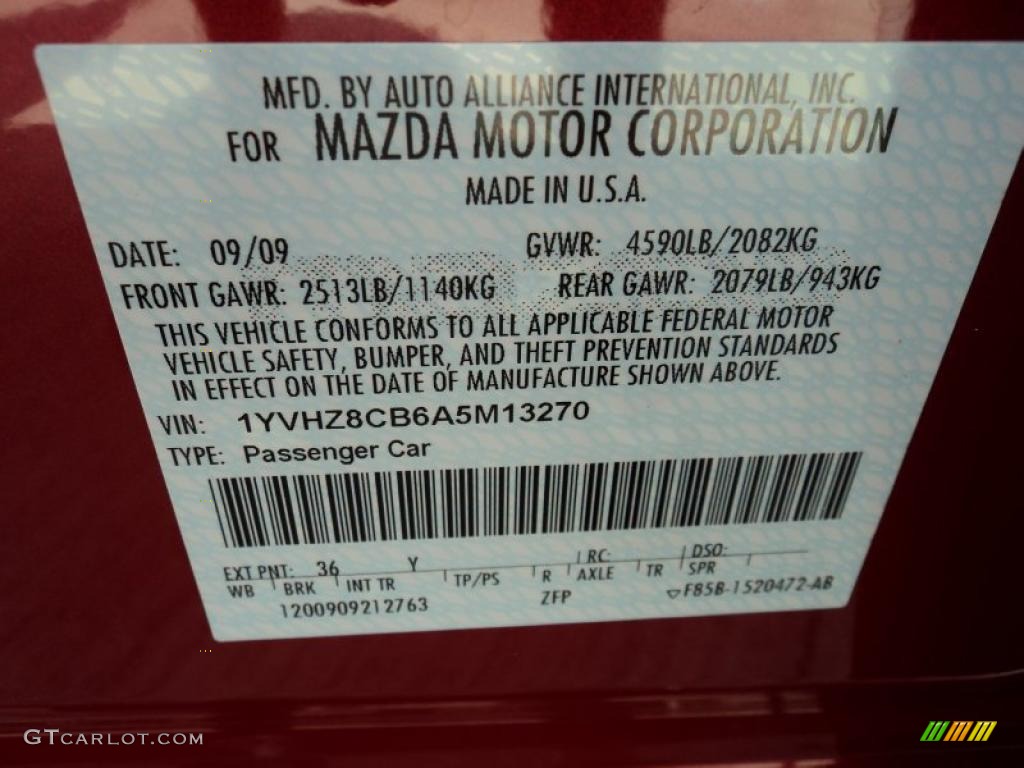 MFD. BY AUTO ALLIANCE INTERNATIONAL, INC.
FOR MAZDA MOTOR CORPORATION
MADE IN U.S.A.
DATE: 09/09 GVWR: 4590LB/2082KG
FRONT GAWR: 2513LB/1140KG REAR GAWR: 2079LB/943KG
THIS VEHICLE CONFORMS TO ALL APPLICABLE FEDERAL MOTOR
VEHICLE SAFETY, BUMPER, AND THEFT PREVENTION STANDARDS
IN EFFECT ON THE DATE OF MANUFACTURE SHOWN ABOVE.
VIN: 1YVHZ8CB6A5M13270
TYPE: Passenger Car
EXT PNT: 36 Y RC: DSO:
WB BRK INT TR TP/PS R AXLE TR SPR
1200909212763 ZFP ▽F85B-1520472-AB
GTCARLOT.COM